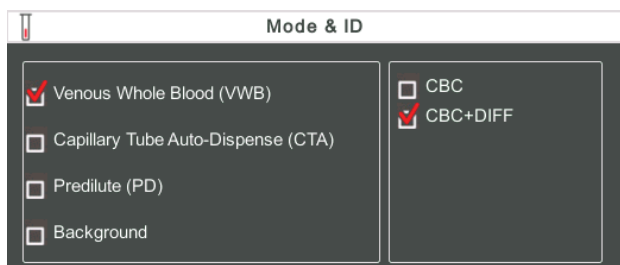 Mode & ID
Venous Whole Blood (VWB)
Capillary Tube Auto-Dispense (CTA)
Predilute (PD)
Background
CBC
CBC+DIFF